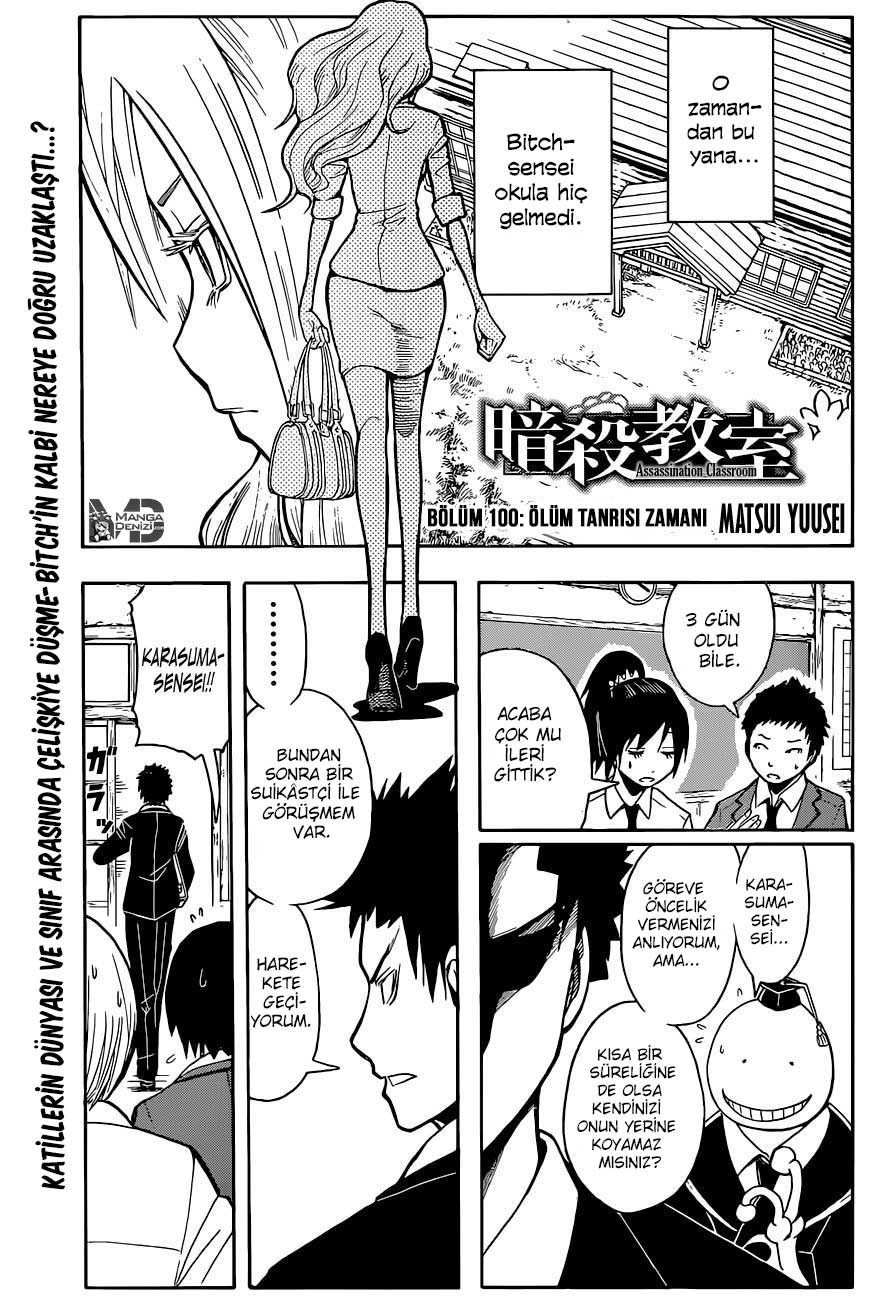 O
zaman-
dan bu
yana...
Bitch-
sensei
okula hiç
gelmedi.
KATİLLERİN DÜNYASI VE SINIF ARASINDA ÇELİŞKİYE DÜŞME-BITCH'İN KALBİ NEREYE DOĞRU UZAKLAŞTI...?
暗殺教室
Assassination Classroom
MANGA
DENİZİ
BÖLÜM 100: ÖLÜM TANRISI ZAMANI
MATSUI YUUSEI
3 GÜN
OLDU
BİLE.
ACABA
ÇOK MU
İLERİ
GİTTİK?
KARA-
SUMA-
SEN-
SEİ...
GÖREVE
ÖNCELİK
VERMENİZİ
ANLIYORUM,
AMA...
KISA BİR
SÜRELİĞİNE
DE OLSA
KENDİNİZİ
ONUN YERİNE
KOYAMAZ
MISINIZ?
........
BUNDAN
SONRA BİR
SUİKÂSTÇİ İLE
GÖRÜŞMEM
VAR.
HARE-
KETE
GEÇİ-
YORUM.
KARASUMA-
SENSEİ!!
ガラッ